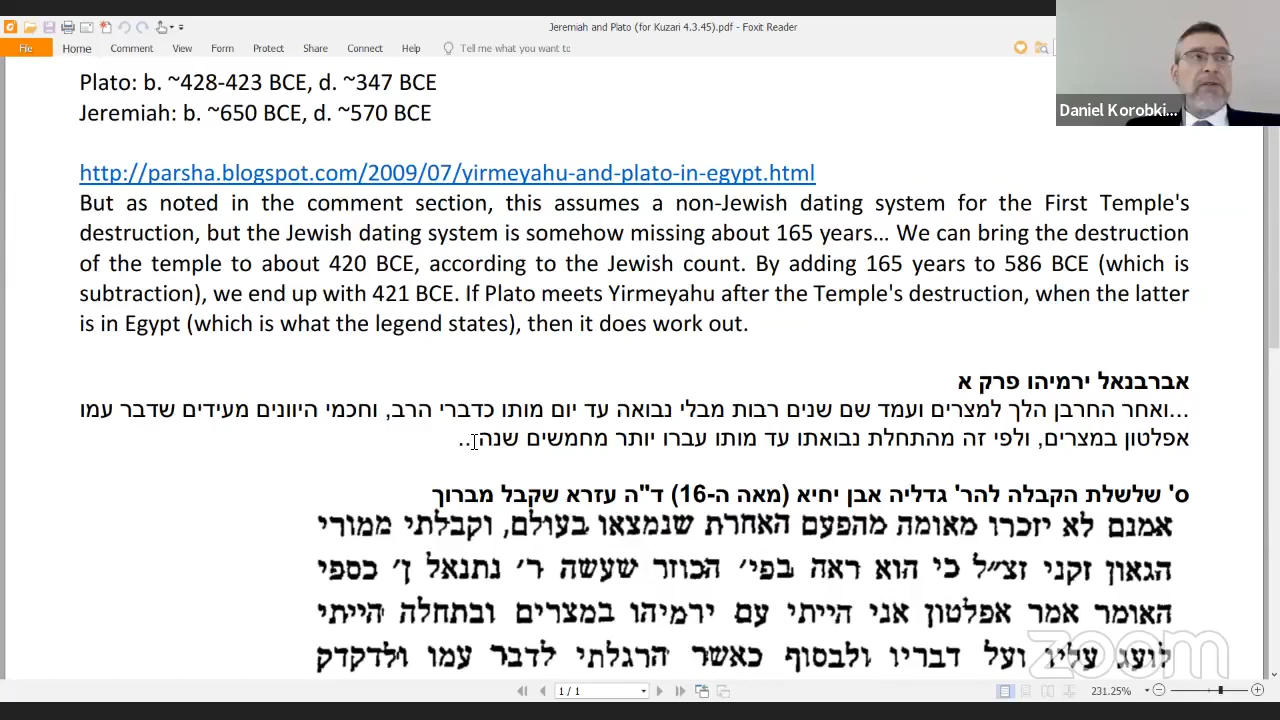 Jeremiah and Plato (for Kuzari 4.3.45).pdf - Foxit Reader
File Home Comment View Form Protect Share Connect Help Tell me what you want to
Daniel Korobki...
Plato: b. ~428-423 BCE, d. ~347 BCE
Jeremiah: b. ~650 BCE, d. ~570 BCE
http://parsha.blogspot.com/2009/07/yirmeyahu-and-plato-in-egypt.html
But as noted in the comment section, this assumes a non-Jewish dating system for the First Temple's
destruction, but the Jewish dating system is somehow missing about 165 years... We can bring the destruction
of the temple to about 420 BCE, according to the Jewish count. By adding 165 years to 586 BCE (which is
subtraction), we end up with 421 BCE. If Plato meets Yirmeyahu after the Temple's destruction, when the latter
is in Egypt (which is what the legend states), then it does work out.
אברבנאל ירמיהו פרק א
...ואחר החרבן הלך למצרים ועמד שם שנים רבות מבלי נבואה עד יום מותו כדברי הרב, וחכמי היוונים מעידים שדבר עמו
אפלטון במצרים, ולפי זה מהתחלת נבואתו עד מותו עברו יותר מחמשים שנה...
ס' שלשלת הקבלה להר' גדליה אבן יחיא (מאה ה-16) ד"ה עזרא שקבל מברוך
אמנם לא יזכרו מאומה מהפעם האחרת שנמצאו בעולם, וקבלתי ממורי
הגאון זקני זצ״ל כי הוא ראה בפי׳ הכוזר שעשה ר׳ נתנאל ן׳ כספי
האומר אמר אפלטון אני הייתי עם ירמיהו במצרים ובתחלה הייתי
לועג עליו ועל דבריו ולבסוף כאשר הרגלתי לדבר עמו ולדקדק
zoom
1 / 1
231.25%